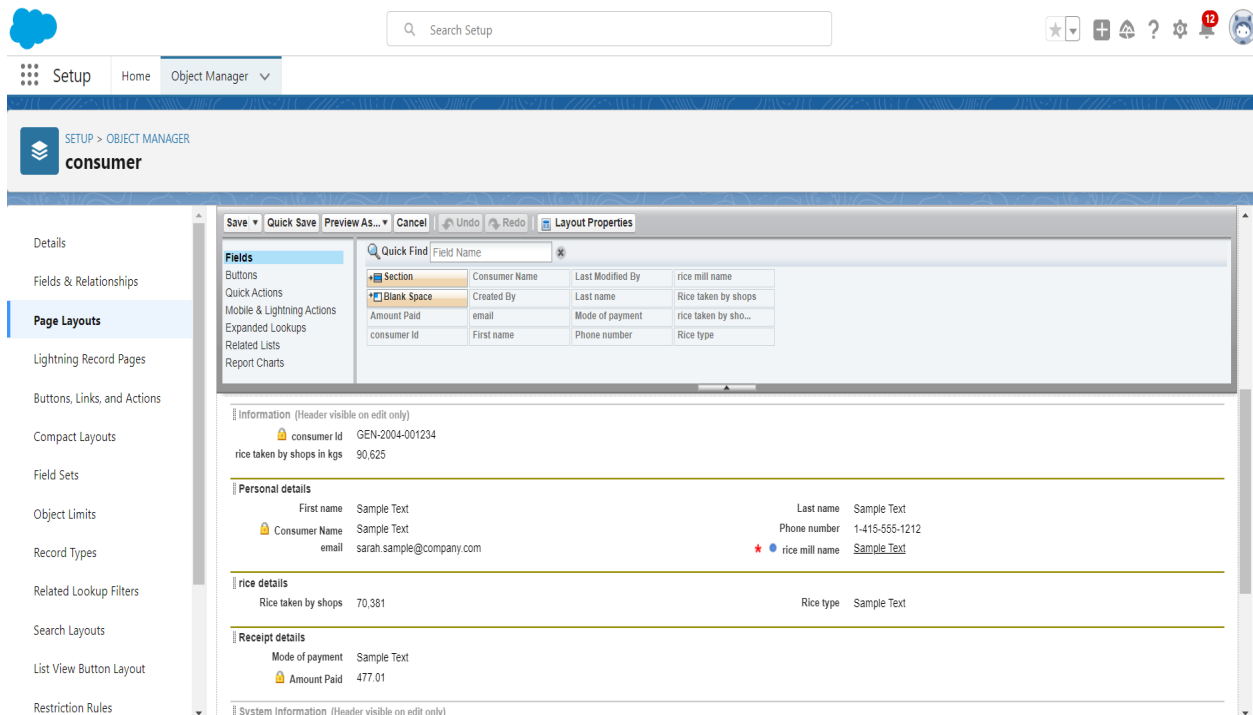 Search Setup
12
Setup Home Object Manager
SETUP > OBJECT MANAGER
consumer
Details
Fields & Relationships
Page Layouts
Lightning Record Pages
Buttons, Links, and Actions
Compact Layouts
Field Sets
Object Limits
Record Types
Related Lookup Filters
Search Layouts
List View Button Layout
Restriction Rules
Save Quick Save Preview As... Cancel Undo Redo Layout Properties
Fields
Buttons
Quick Actions
Mobile & Lightning Actions
Expanded Lookups
Related Lists
Report Charts
Quick Find Field Name
Section Consumer Name Last Modified By rice mill name
Blank Space Created By Last name Rice taken by shops
Amount Paid email Mode of payment rice taken by sho...
consumer Id First name Phone number Rice type
Information (Header visible on edit only)
consumer Id GEN-2004-001234
rice taken by shops in kgs 90,625
Personal details
First name Sample Text Last name Sample Text
Consumer Name Sample Text Phone number 1-415-555-1212
email sarah.sample@company.com * rice mill name Sample Text
rice details
Rice taken by shops 70,381 Rice type Sample Text
Receipt details
Mode of payment Sample Text
Amount Paid 477.01
System Information (Header visible on edit only)